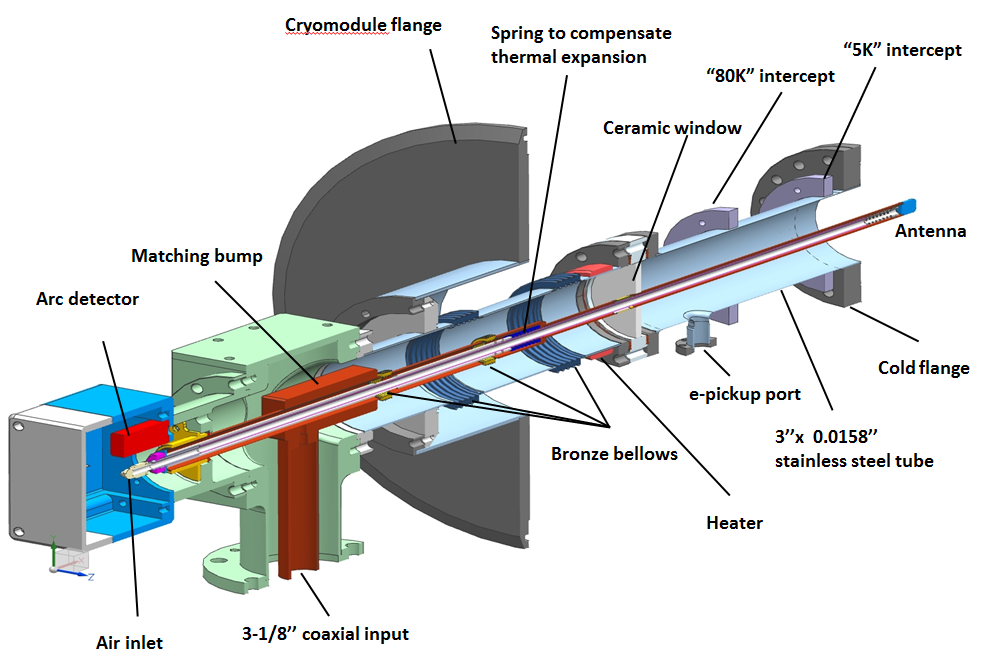 Cryomodule flange
Spring to compensate
thermal expansion
“5K” intercept
“80K” intercept
Ceramic window
Antenna
Matching bump
Arc detector
Cold flange
e-pickup port
3’’x 0.0158’’
stainless steel tube
Bronze bellows
Heater
3-1/8’’ coaxial input
Air inlet
Z